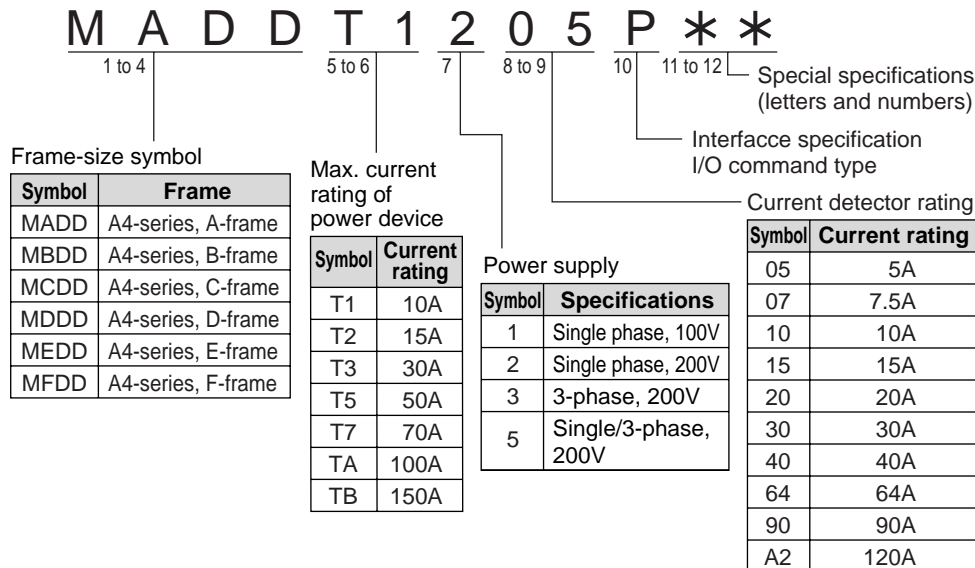 M A D D T 1 2 0 5 P ∗ ∗
1 to 4 5 to 6 7 8 to 9 10 11 to 12
Special specifications
(letters and numbers)
Interfacce specification
I/O command type
Frame-size symbol
Symbol Frame
MADD A4-series, A-frame
MBDD A4-series, B-frame
MCDD A4-series, C-frame
MDDD A4-series, D-frame
MEDD A4-series, E-frame
MFDD A4-series, F-frame
Max. current
rating of
power device
Symbol Current
rating
T1 10A
T2 15A
T3 30A
T5 50A
T7 70A
TA 100A
TB 150A
Power supply
Symbol Specifications
1 Single phase, 100V
2 Single phase, 200V
3 3-phase, 200V
5 Single/3-phase,
200V
Current detector rating
Symbol Current rating
05 5A
07 7.5A
10 10A
15 15A
20 20A
30 30A
40 40A
64 64A
90 90A
A2 120A